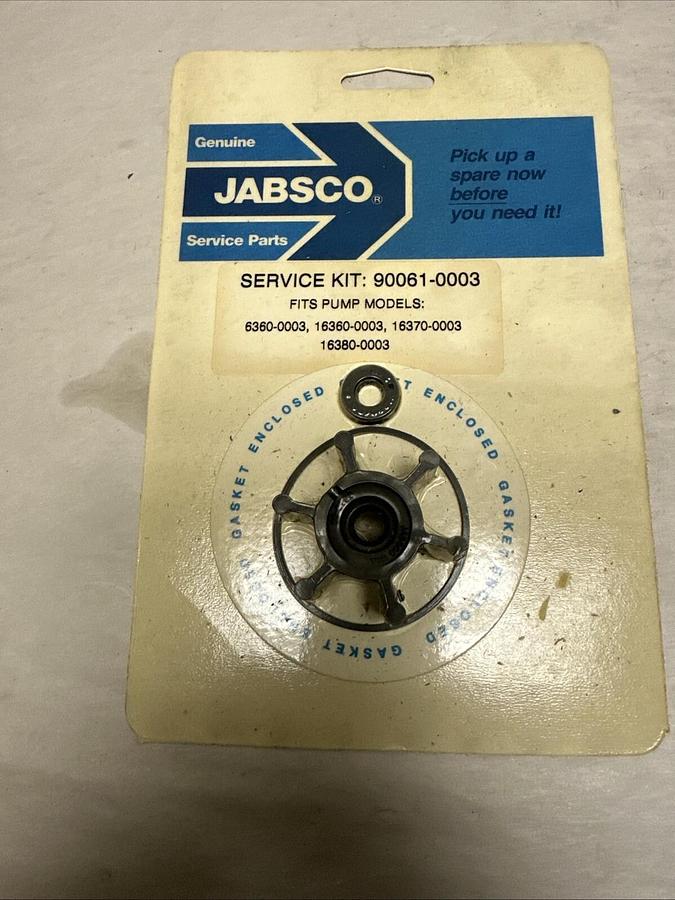 Genuine
JABSCO®
Service Parts
Pick up a
spare now
before
you need it!
SERVICE KIT: 90061-0003
FITS PUMP MODELS:
6360-0003, 16360-0003, 16370-0003
16380-0003
GASKET ENCLOSED
GASKET ENCLOSED
GASKET ENCLOSED